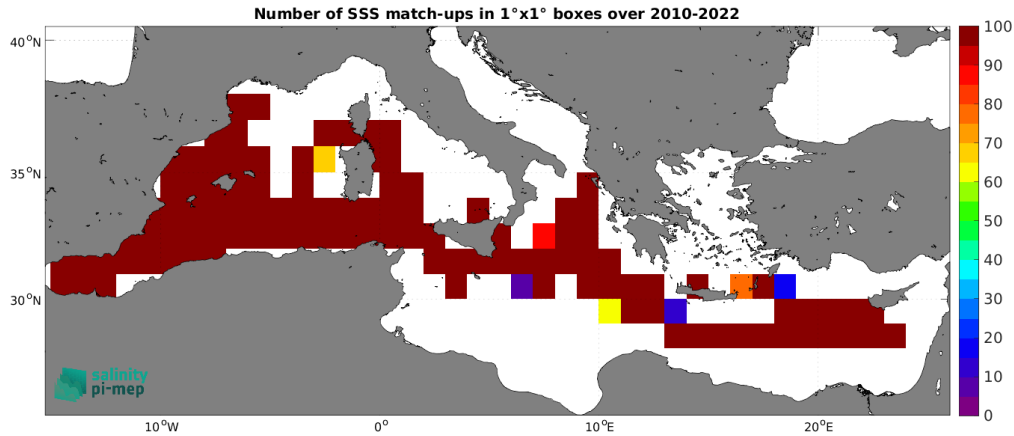 Number of SSS match-ups in 1°x1° boxes over 2010-2022
40°N
35°N
30°N
10°W
0°
10°E
20°E
100
90
80
70
60
50
40
30
20
10
0
salinity
pi-mep